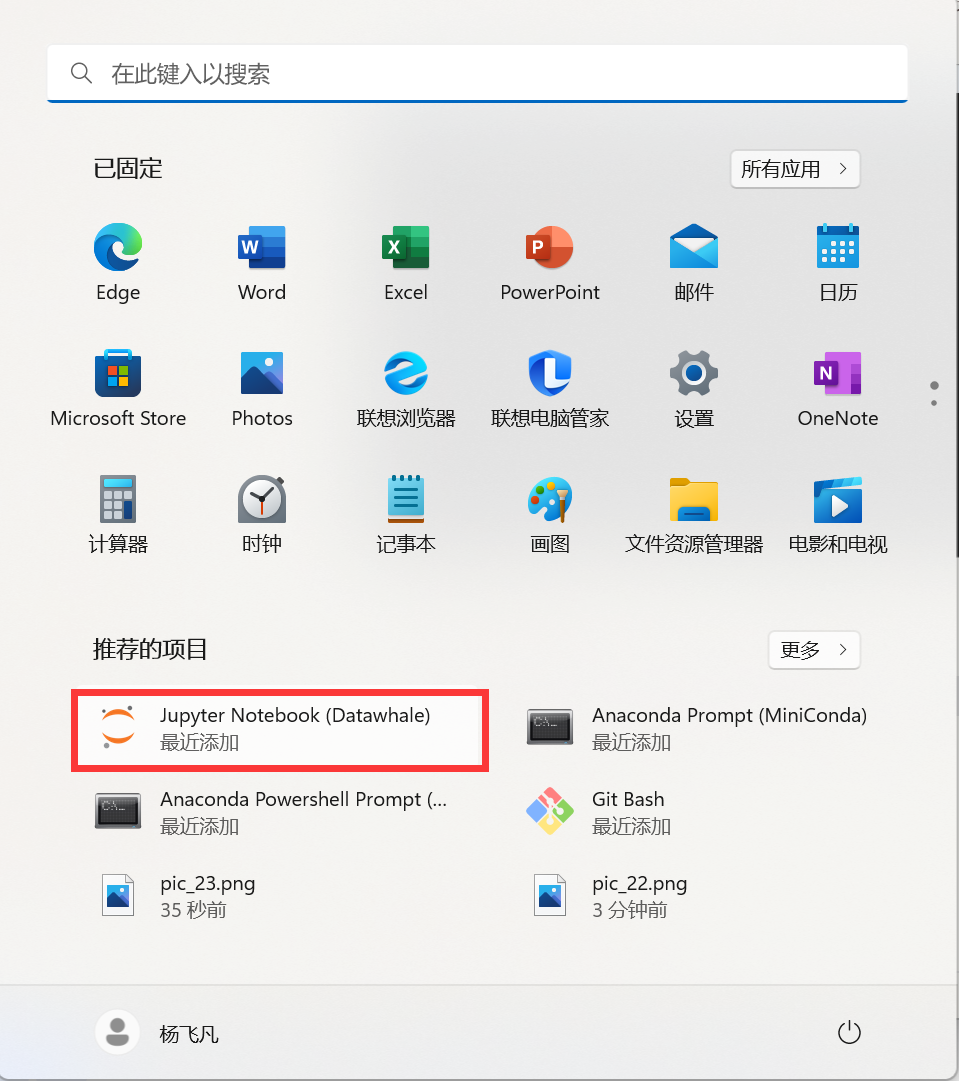 在此键入以搜索
已固定
所有应用
Edge
Word
Excel
PowerPoint
邮件
日历
Microsoft Store
Photos
联想浏览器
联想电脑管家
设置
OneNote
计算器
时钟
记事本
画图
文件资源管理器
电影和电视
推荐的项目
更多
Jupyter Notebook (Datawhale)
最近添加
Anaconda Prompt (MiniConda)
最近添加
Anaconda Powershell Prompt (...
最近添加
Git Bash
最近添加
pic_23.png
35 秒前
pic_22.png
3 分钟前
杨飞凡